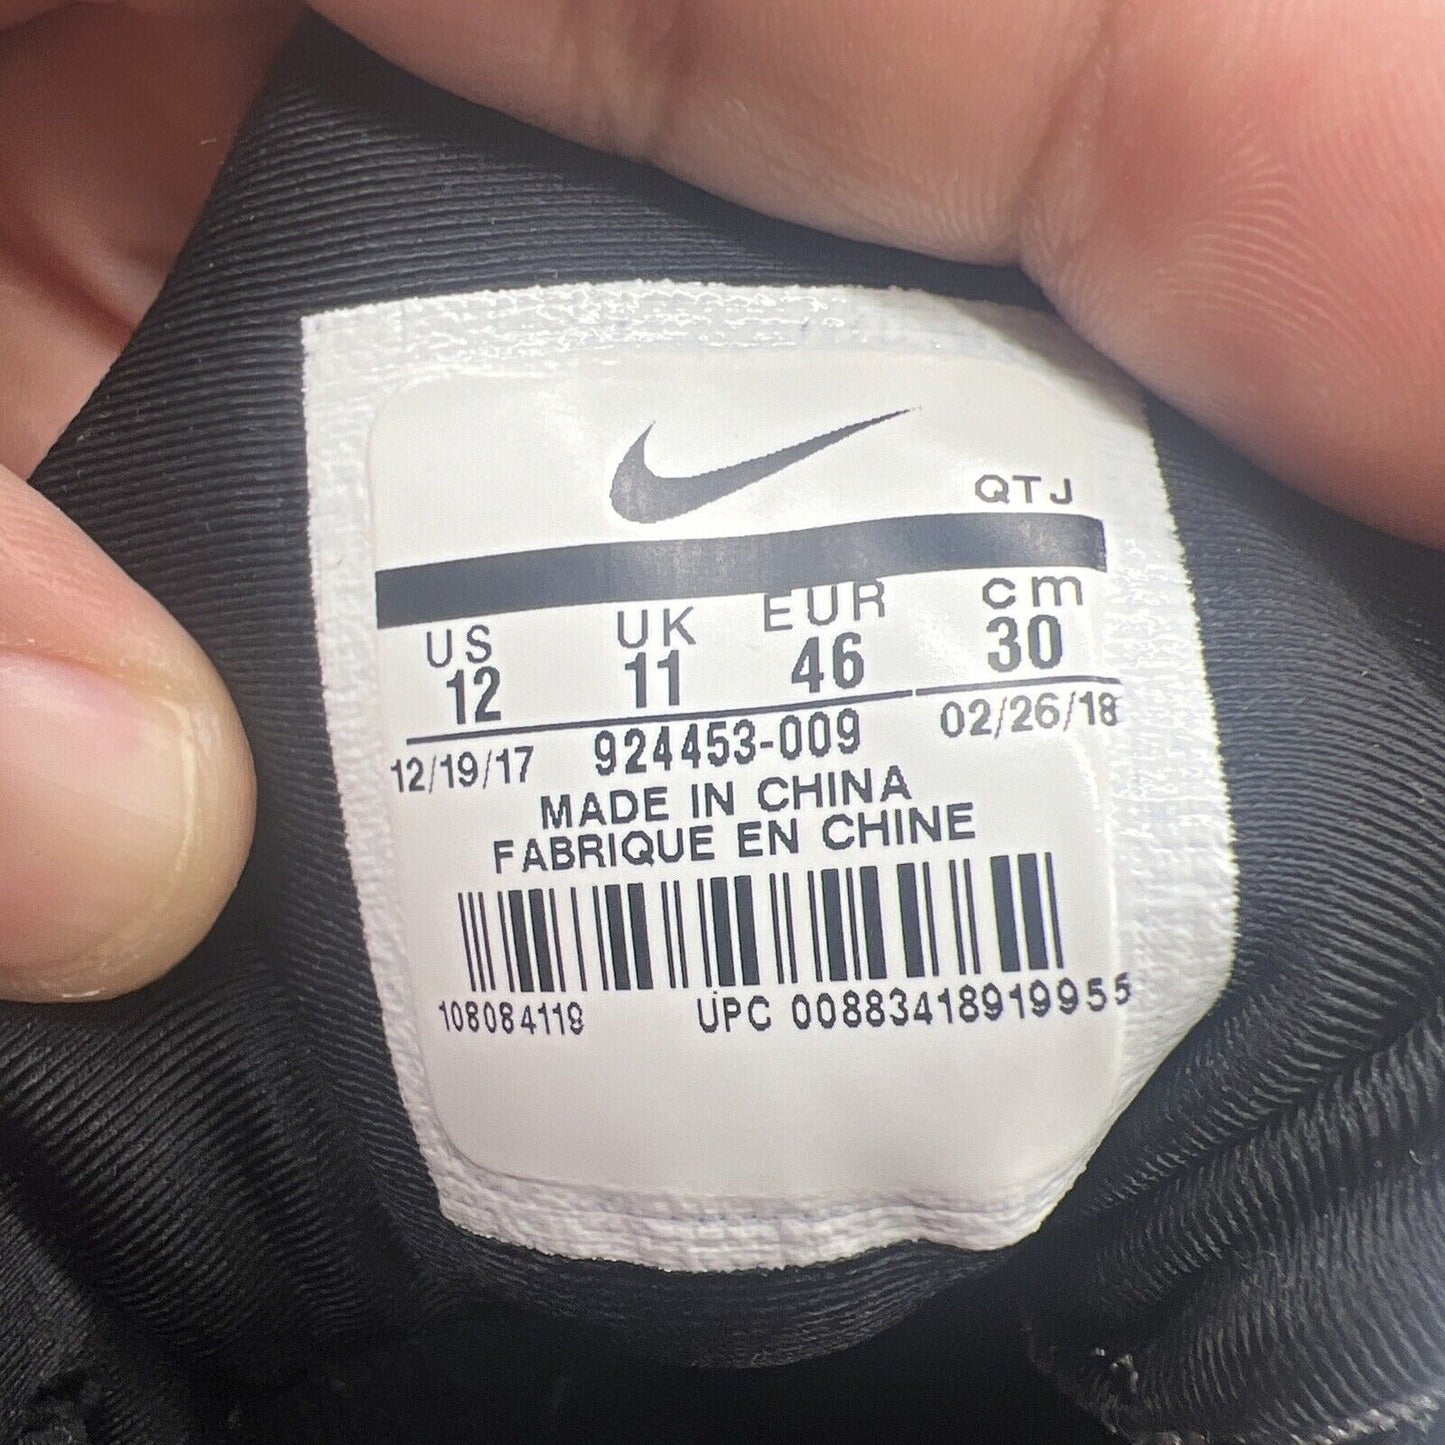 QTJ
US UK EUR cm
12 11 46 30
12/19/17 924453-009 02/26/18
MADE IN CHINA
FABRIQUE EN CHINE
108084119 UPC 00883418919955